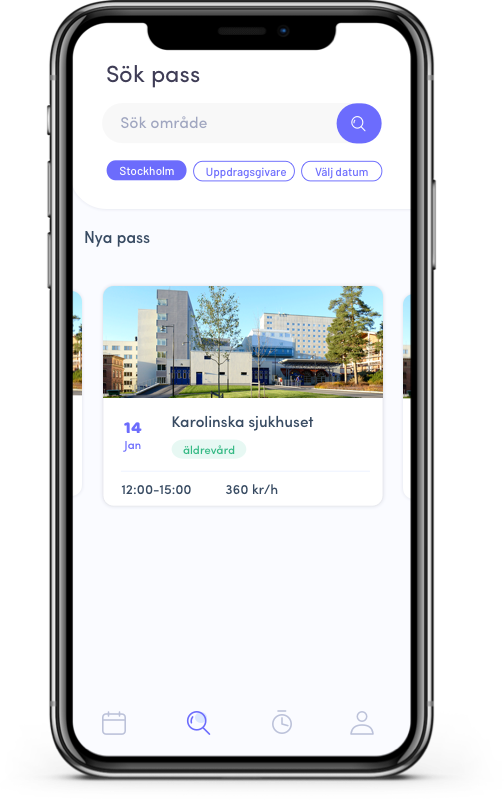 Sök pass
Sök område
Stockholm Uppdragsgivare Välj datum
Nya pass
14 Karolinska sjukhuset
Jan äldrevård
12:00-15:00 360 kr/h